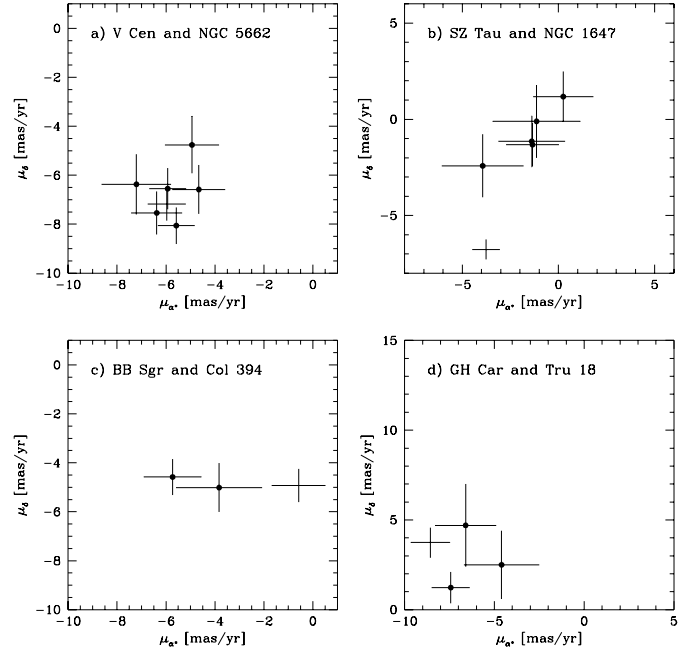 a) V Cen and NGC 5662
0
−2
−4
−6
−8
−10
μδ [mas/yr]
−10 −8 −6 −4 −2 0
μα* [mas/yr]
b) SZ Tau and NGC 1647
5
0
−5
μδ [mas/yr]
−5 0 5
μα* [mas/yr]
c) BB Sgr and Col 394
0
−2
−4
−6
−8
−10
μδ [mas/yr]
−10 −8 −6 −4 −2 0
μα* [mas/yr]
d) GH Car and Tru 18
15
10
5
0
μδ [mas/yr]
−10 −5 0 5
μα* [mas/yr]